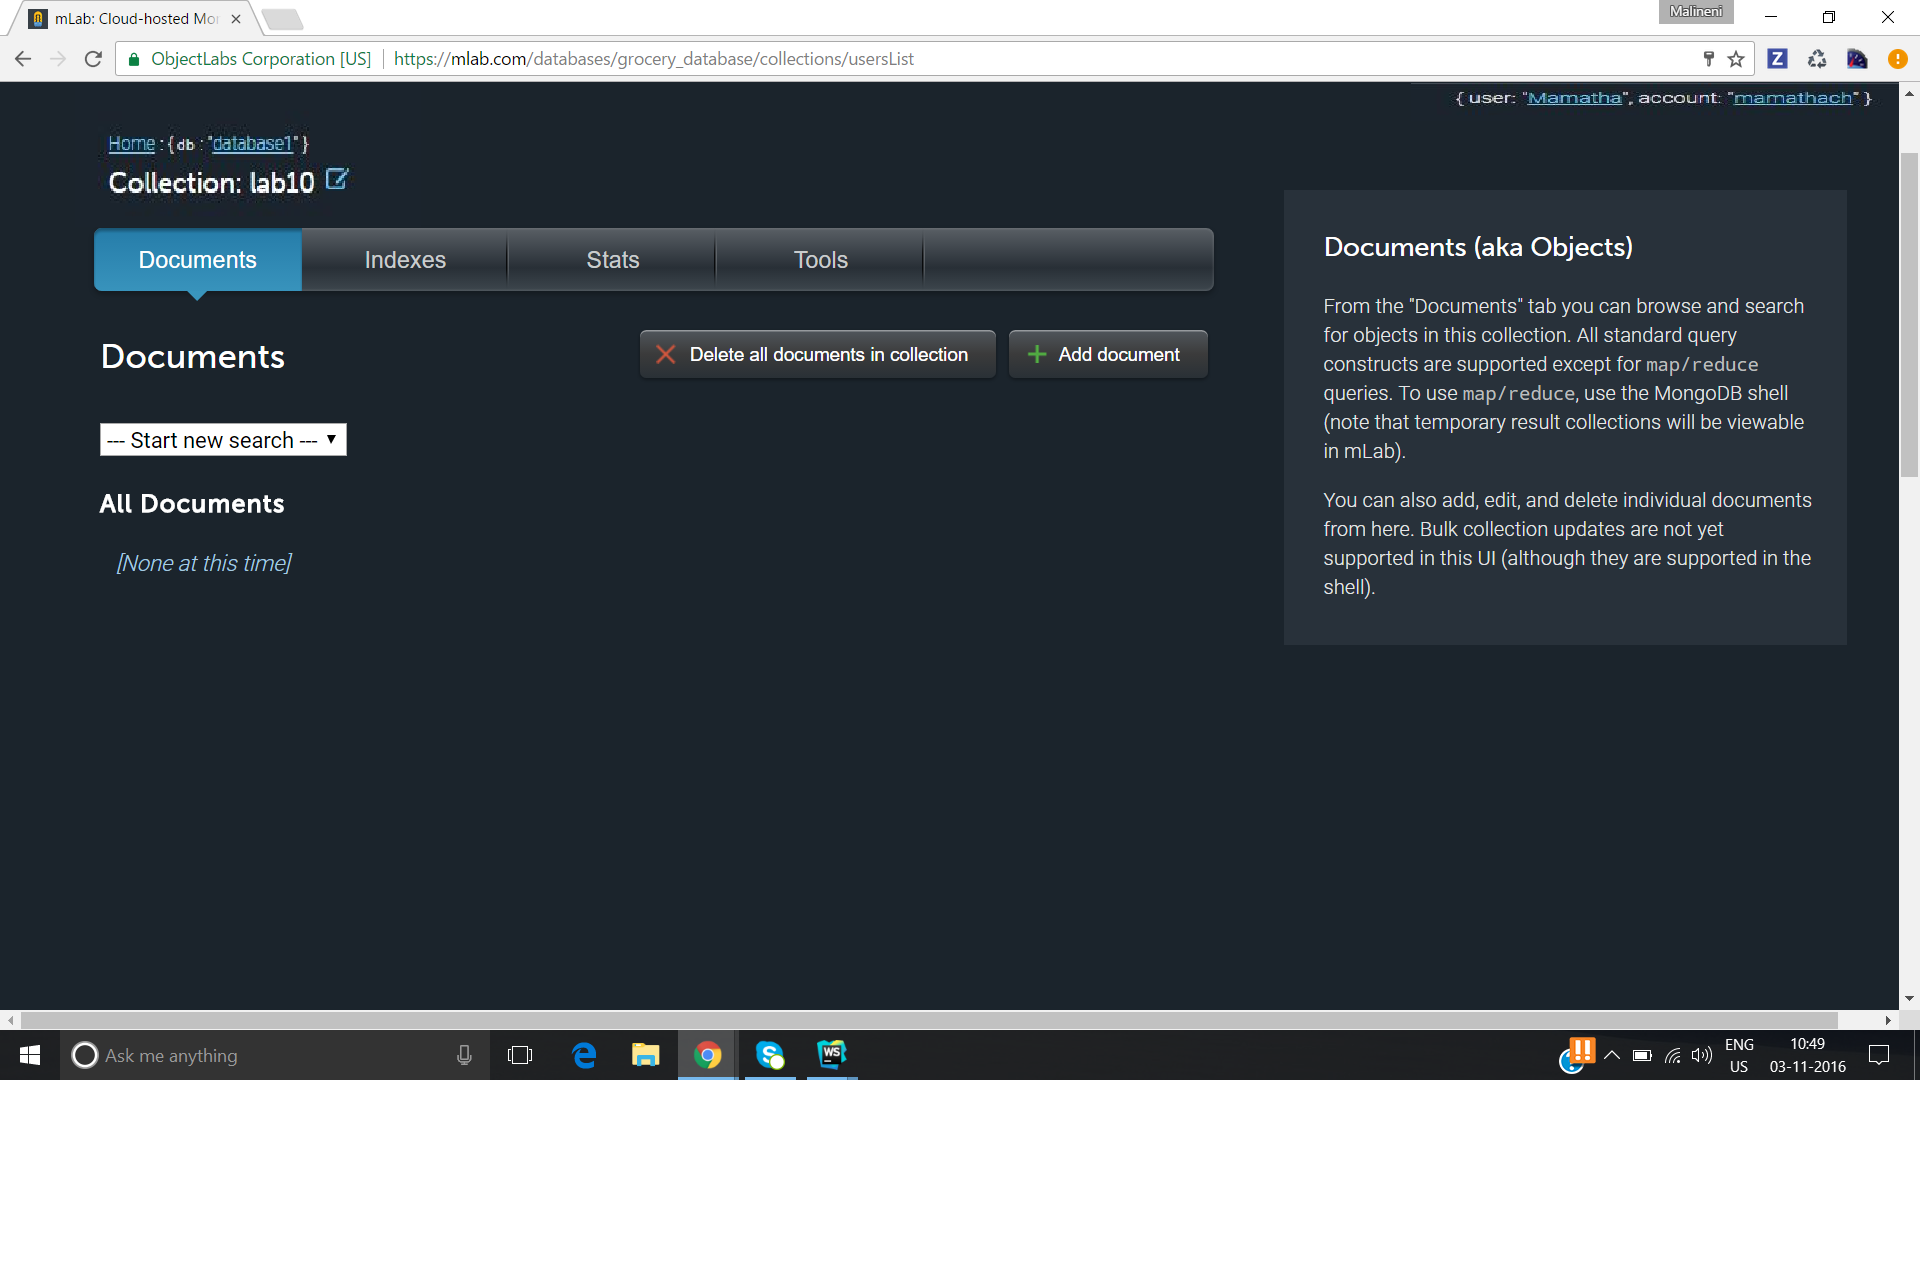 mLab: Cloud-hosted Mo
Malineni
ObjectLabs Corporation [US]
https://mlab.com/databases/grocery_database/collections/usersList
Z
{ user: "Mamatha", account: "mamathach" }
Home : { db : "database1" }
Collection: lab10
Documents
Indexes
Stats
Tools
Documents
Delete all documents in collection
Add document
--- Start new search ---
All Documents
[None at this time]
Documents (aka Objects)
From the "Documents" tab you can browse and search
for objects in this collection. All standard query
constructs are supported except for map/reduce
queries. To use map/reduce, use the MongoDB shell
(note that temporary result collections will be viewable
in mLab).
You can also add, edit, and delete individual documents
from here. Bulk collection updates are not yet
supported in this UI (although they are supported in the
shell).
Ask me anything
WS
ENG
US
10:49
03-11-2016